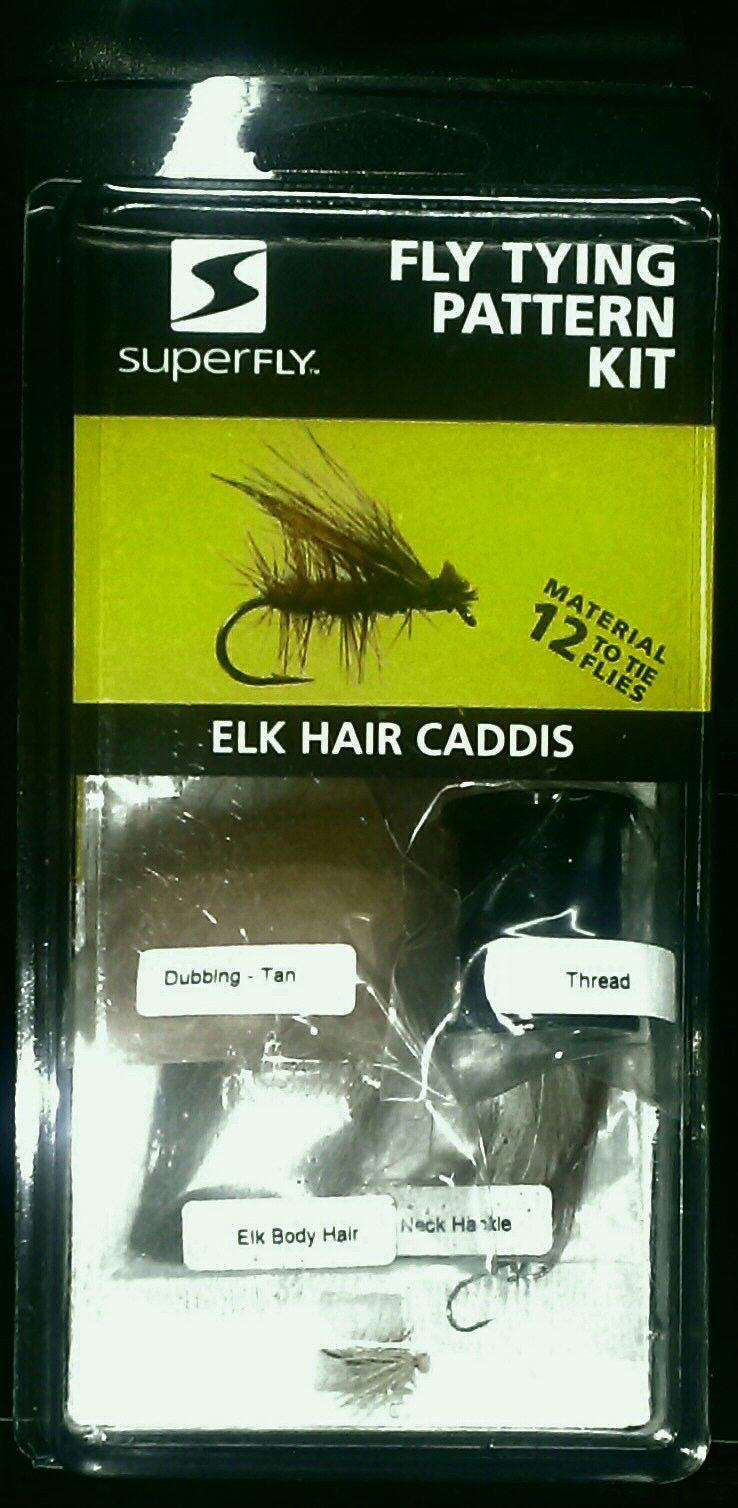 superFLY™
FLY TYING
PATTERN
KIT
MATERIAL
12 TO TIE
FLIES
ELK HAIR CADDIS
Dubbing - Tan
Thread
Elk Body Hair
Neck Hackle